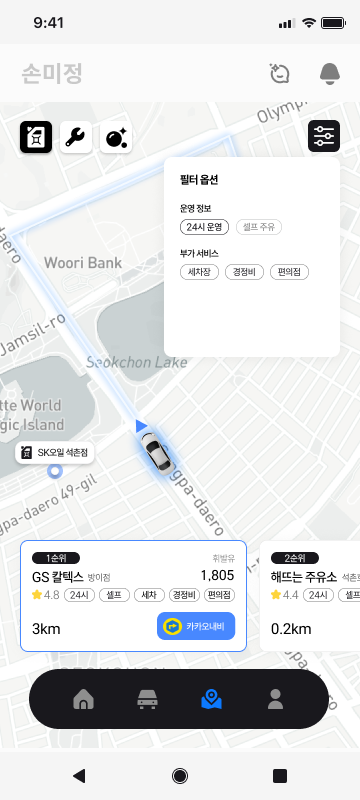 9:41
손미정
Olymp
필터 옵션
운영 정보
24시 운영 셀프 주유
부가 서비스
세차장 경정비 편의점
daero
Woori Bank
Jamsil-ro
Seokchon Lake
tte World
gic Island
SK오일 석촌점
gpa-daero
gpa-daero 49-gil
1순위 휘발유
GS 칼텍스 방이점 1,805
4.8 24시 셀프 세차 경정비 편의점
3km 카카오내비
2순위
해뜨는 주유소
4.4 24시
0.2km